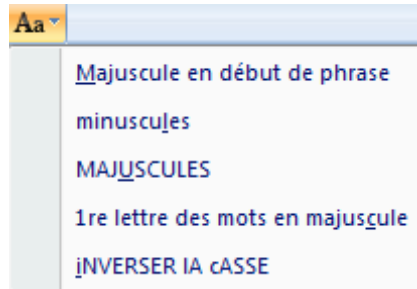 Aa
Majuscule en début de phrase
minuscules
MAJUSCULES
1re lettre des mots en majuscule
iNVERSER lA cASSE